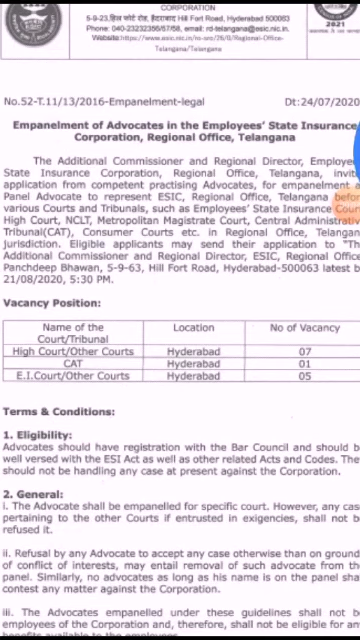 CORPORATION
5-9-23,हिल फोर्ट रोड, हैदराबाद Hill Fort Road, Hyderabad 500063
Phone: 040-23232356/57/58, email: rd-telangana@esic.nic.in
Website:https://www.esic.nic.in/ro-srs/28/0/Regional-Office-
Telangana/Telangana
2021
No.52-T.11/13/2016-Empanelment-legal Dt:24/07/2020
Empanelment of Advocates in the Employees' State Insurance
Corporation, Regional Office, Telangana
The Additional Commissioner and Regional Director, Employee
State Insurance Corporation, Regional Office, Telangana, invit
application from competent practising Advocates, for empanelment a
Panel Advocate to represent ESIC, Regional Office, Telangana befor
various Courts and Tribunals, such as Employees' State Insurance Cour
High Court, NCLT, Metropolitan Magistrate Court, Central Administrativ
Tribunal(CAT), Consumer Courts etc. in Regional Office, Telangan
jurisdiction. Eligible applicants may send their application to "Th
Additional Commissioner and Regional Director, ESIC, Regional Office
Panchdeep Bhawan, 5-9-63, Hill Fort Road, Hyderabad-500063 latest b
21/08/2020, 5:30 PM.
Vacancy Position:
Name of the Location No of Vacancy
Court/Tribunal
High Court/Other Courts Hyderabad 07
CAT Hyderabad 01
E.I.Court/Other Courts Hyderabad 05
Terms & Conditions:
1. Eligibility:
Advocates should have registration with the Bar Council and should b
well versed with the ESI Act as well as other related Acts and Codes. The
should not be handling any case at present against the Corporation.
2. General:
i. The Advocate shall be empanelled for specific court. However, any cas
pertaining to the other Courts if entrusted in exigencies, shall not b
refused it.
ii. Refusal by any Advocate to accept any case otherwise than on ground
of conflict of interests, may entail removal of such advocate from th
panel. Similarly, no advocates as long as his name is on the panel sha
contest any matter against the Corporation.
iii. The Advocates empanelled under these guidelines shall not b
employees of the Corporation and, therefore, shall not be eligible for an